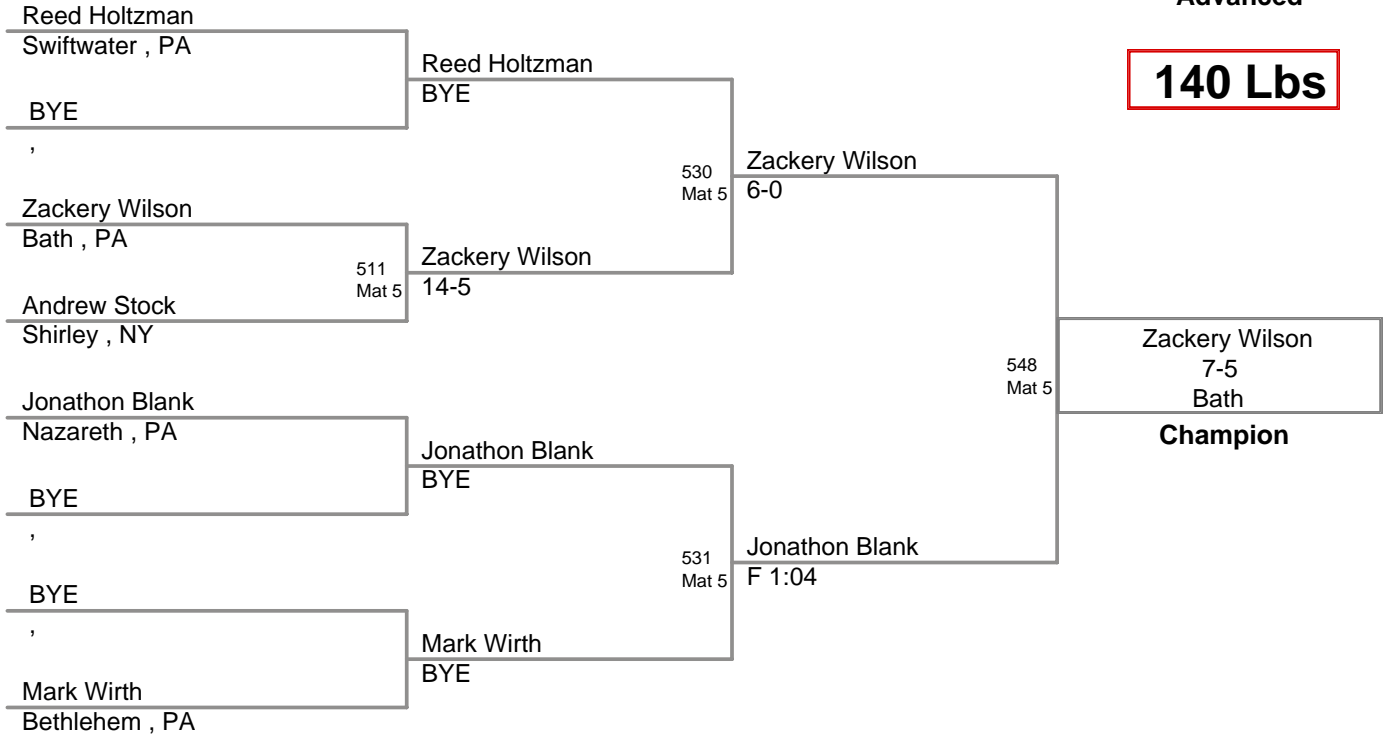 Advanced
140 Lbs
Reed Holtzman
Swiftwater , PA
BYE
,
Zackery Wilson
Bath , PA
Andrew Stock
Shirley , NY
Jonathon Blank
Nazareth , PA
BYE
,
BYE
,
Mark Wirth
Bethlehem , PA
Reed Holtzman
BYE
511
Mat 5
Zackery Wilson
14-5
Jonathon Blank
BYE
Mark Wirth
BYE
530
Mat 5
Zackery Wilson
6-0
531
Mat 5
Jonathon Blank
F 1:04
548
Mat 5
Zackery Wilson
7-5
Bath
Champion